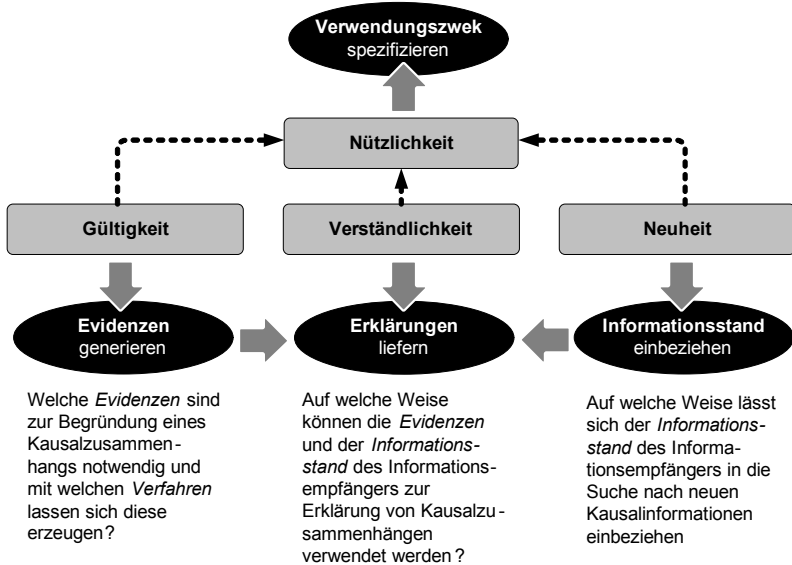 Verwendungszwek
spezifizieren
Nützlichkeit
Gültigkeit
Verständlichkeit
Neuheit
Evidenzen
generieren
Erklärungen
liefern
Informationsstand
einbeziehen
Welche Evidenzen sind
zur Begründung eines
Kausalzusammen-
hangs notwendig und
mit welchen Verfahren
lassen sich diese
erzeugen?
Auf welche Weise
können die Evidenzen
und der Informations-
stand des Informations-
empfängers zur
Erklärung von Kausalzu-
sammenhängen
verwendet werden?
Auf welche Weise lässt
sich der Informations-
stand des Informa-
tionsempfängers in die
Suche nach neuen
Kausalinformationen
einbeziehen